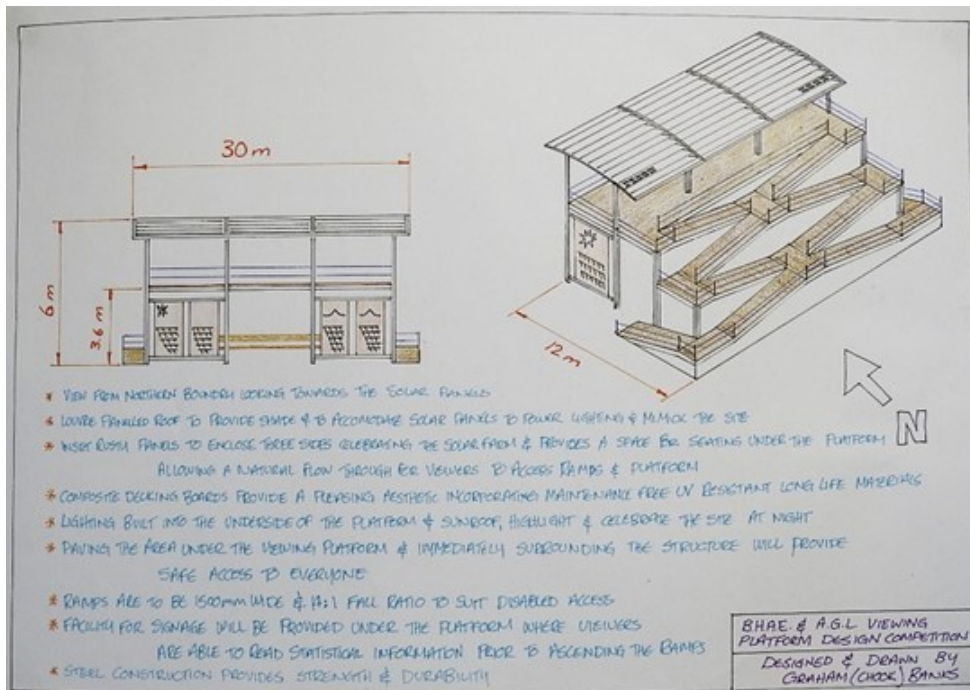 30 m
6 m
3.6 m
12 m
N
* VIEW FROM NORTHERN BOUNDRY LOOKING TOWARDS THE SOLAR PANELS
* LOUVRE PANELLED ROOF TO PROVIDE SHADE & TO ACCOMODATE SOLAR PANELS TO POWER LIGHTING & MIMICK THE SITE
* INSET RUSTY PANELS TO ENCLOSE THREE SIDES CELEBRATING THE SOLAR FARM & PROVIDES A SPACE FOR SEATING UNDER THE PLATFORM
ALLOWING A NATURAL FLOW THROUGH FOR VIEWERS TO ACCESS RAMPS & PLATFORM
* COMPOSITE DECKING BOARDS PROVIDE A PLEASING AESTHETIC INCORPORATING MAINTENANCE FREE UV RESISTANT LONG LIFE MATERIALS
* LIGHTING BUILT INTO THE UNDERSIDE OF THE PLATFORM & SUNROOF, HIGHLIGHT & CELEBRATE THE SITE AT NIGHT
* PAVING THE AREA UNDER THE VIEWING PLATFORM & IMMEDIATELY SURROUNDING THE STRUCTURE WILL PROVIDE
SAFE ACCESS TO EVERYONE
* RAMPS ARE TO BE 1500mm WIDE & 14:1 FALL RATIO TO SUIT DISABLED ACCESS
* FACILITY FOR SIGNAGE WILL BE PROVIDED UNDER THE PLATFORM WHERE VIEWERS
ARE ABLE TO READ STATISTICAL INFORMATION PRIOR TO ASCENDING THE RAMPS
* STEEL CONSTRUCTION PROVIDES STRENGTH & DURABILITY
BHAE. & A.G.L VIEWING
PLATFORM DESIGN COMPETITION
DESIGNED & DRAWN BY
GRAHAM (CHOOK) BANKS